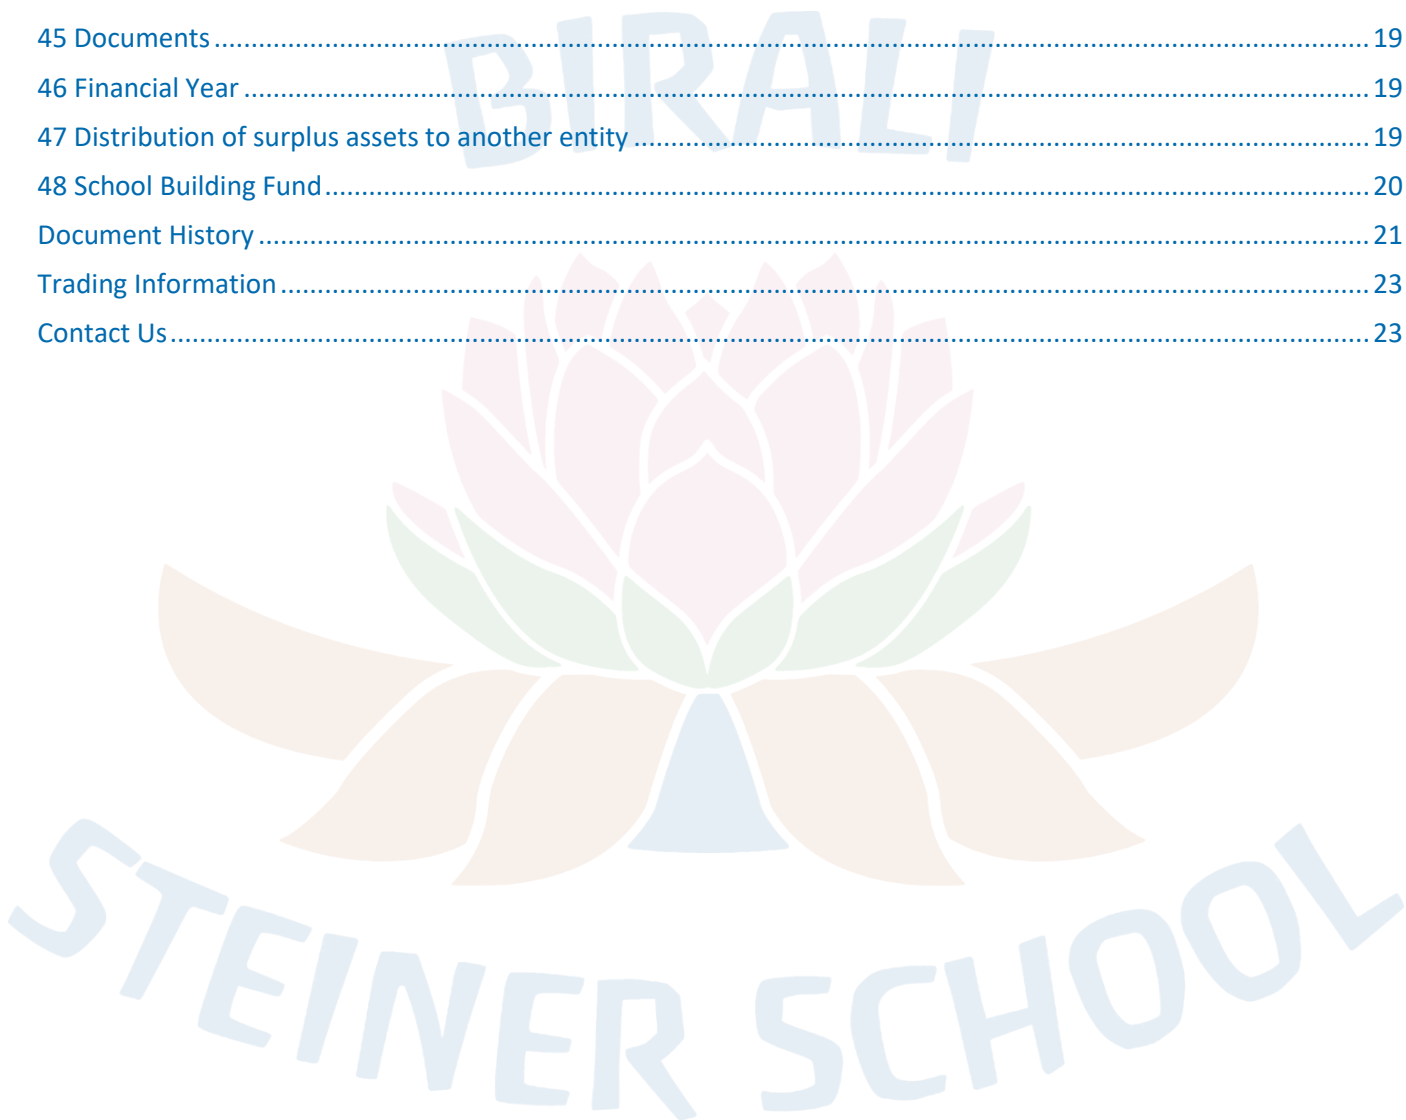 BIRALI
45 Documents ........ 19
46 Financial Year ........ 19
47 Distribution of surplus assets to another entity ........ 19
48 School Building Fund ........ 20
Document History ........ 21
Trading Information ........ 23
Contact Us ........ 23
STEINER SCHOOL